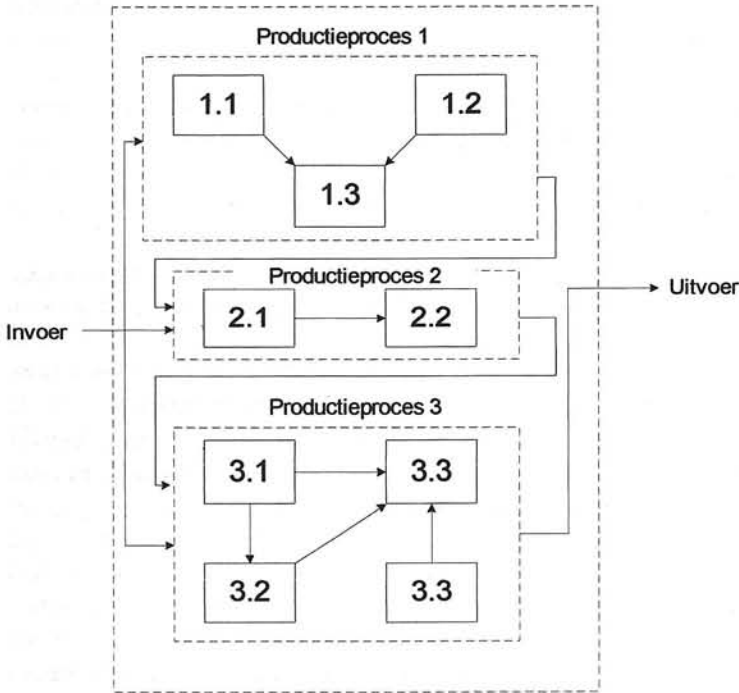 Productieproces 1
1.1
1.2
1.3
Productieproces 2
Uitvoer
2.1
2.2
Invoer
Productieproces 3
3.1
3.3
3.2
3.3